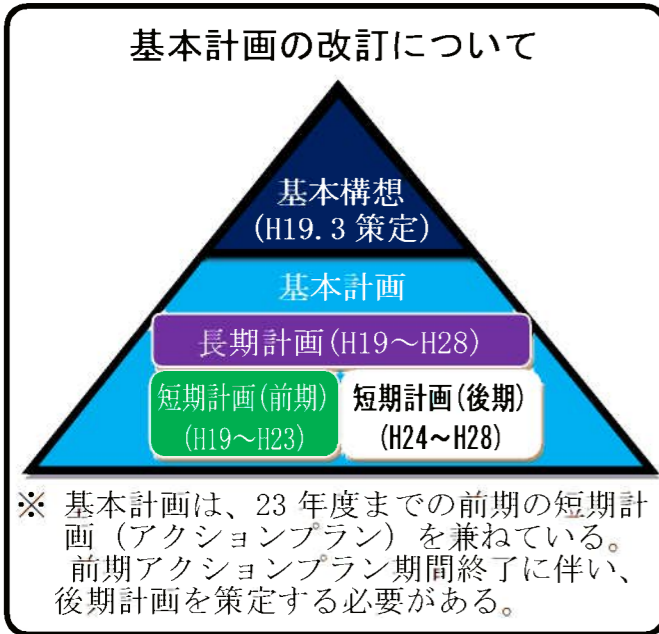 基本計画の改訂について
基本構想
(H19.3 策定)
基本計画
長期計画(H19～H28)
短期計画(前期)
(H19～H23)
短期計画(後期)
(H24～H28)
※ 基本計画は、23 年度までの前期の短期計
画（アクションプラン）を兼ねている。
前期アクションプラン期間終了に伴い、
後期計画を策定する必要がある。